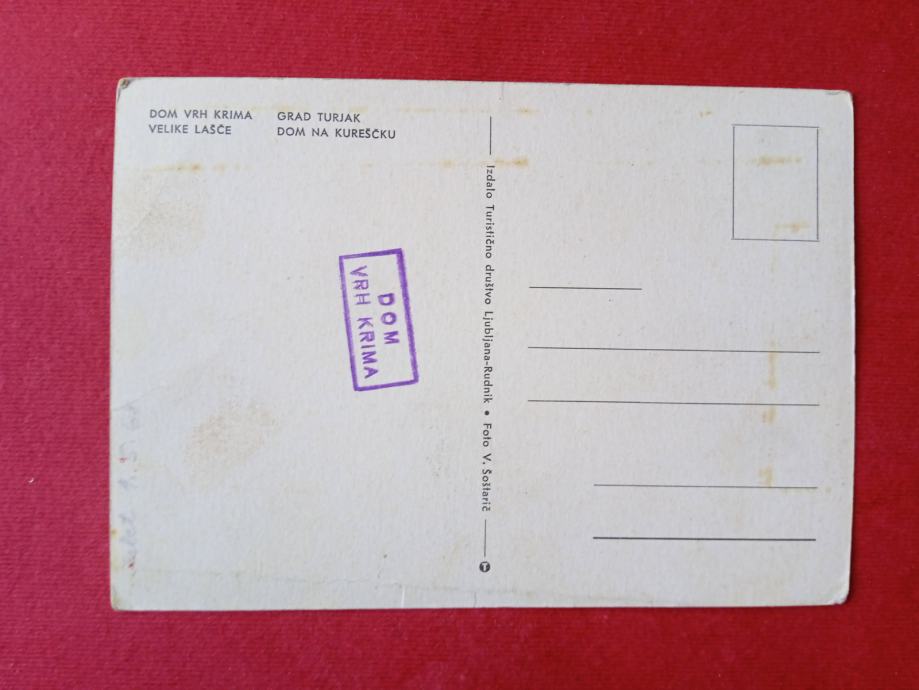 DOM VRH KRIMA
VELIKE LAŠČE
GRAD TURJAK
DOM NA KUREŠČKU
Izdalo Turistično društvo Ljubljana-Rudnik • Foto V. Šoštarič
DOM
VRH KRIMA